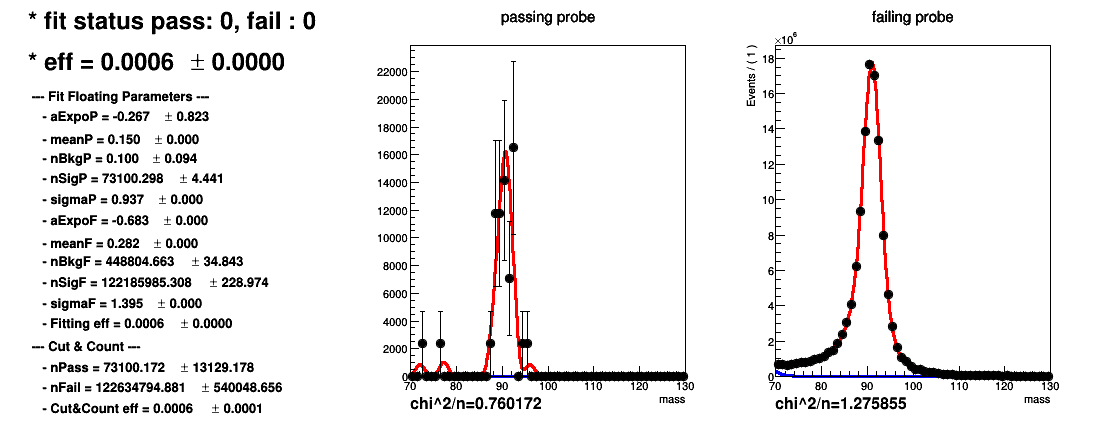 * fit status pass: 0, fail : 0
* eff = 0.0006 ± 0.0000
--- Fit Floating Parameters ---
- aExpoP = -0.267 ± 0.823
- meanP = 0.150 ± 0.000
- nBkgP = 0.100 ± 0.094
- nSigP = 73100.298 ± 4.441
- sigmaP = 0.937 ± 0.000
- aExpoF = -0.683 ± 0.000
- meanF = 0.282 ± 0.000
- nBkgF = 448804.663 ± 34.843
- nSigF = 122185985.308 ± 228.974
- sigmaF = 1.395 ± 0.000
- Fitting eff = 0.0006 ± 0.0000
--- Cut & Count ---
- nPass = 73100.172 ± 13129.178
- nFail = 122634794.881 ± 540048.656
- Cut&Count eff = 0.0006 ± 0.0001
passing probe
22000
20000
18000
16000
14000
12000
10000
8000
6000
4000
2000
0
70 80 90 100 110 120 130
mass
chi^2/n=0.760172
failing probe
×10^6
Events / ( 1 )
18
16
14
12
10
8
6
4
2
0
70 80 90 100 110 120 130
mass
chi^2/n=1.275855